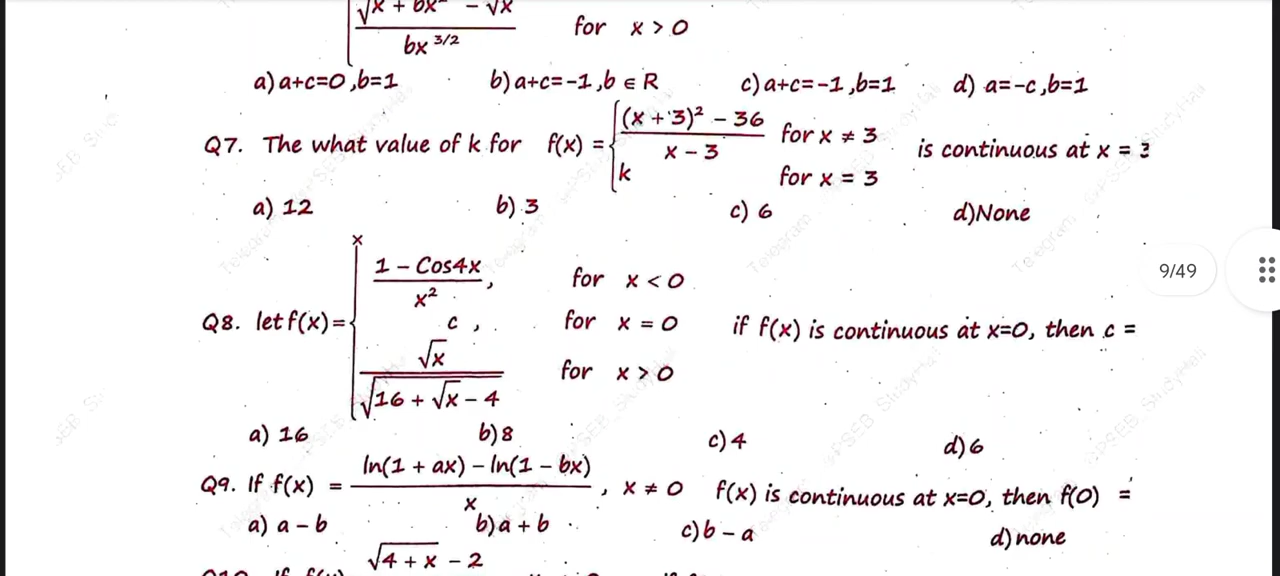 √x + bx² − √x
bx 3/2
for x > 0
a) a+c=0 ,b=1 b) a+c=-1 ,b ∈ R c) a+c=-1 ,b=1 d) a=-c ,b=1
Q7. The what value of k for f(x) = { (x + 3)² − 36 / x − 3 for x ≠ 3 is continuous at x = 3
k for x = 3
a) 12 b) 3 c) 6 d)None
x
1 − Cos4x / x² , for x < 0
Q8. let f(x)= { c , for x = 0 if f(x) is continuous at x=0, then c =
√x / √16 + √x − 4 for x > 0
a) 16 b) 8 c) 4 d) 6
Q9. If f(x) = ln(1 + ax) − ln(1 − bx) / x , x ≠ 0 f(x) is continuous at x=0, then f(0) =
a) a − b b) a + b c) b − a d) none
√4 + x − 2
9/49